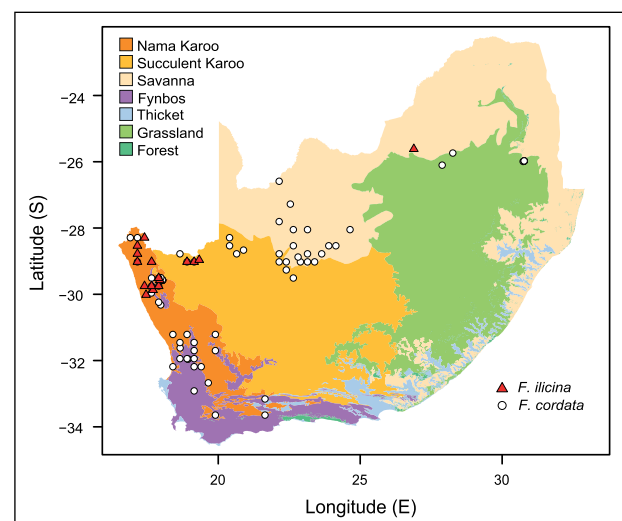 Nama Karoo
Succulent Karoo
Savanna
Fynbos
Thicket
Grassland
Forest
−24
−26
−28
−30
−32
−34
Latitude (S)
F. ilicina
F. cordata
20 25 30
Longitude (E)